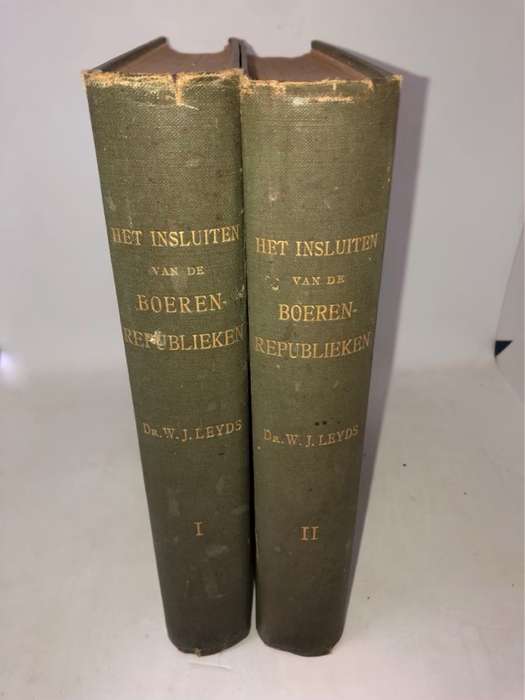 HET INSLUITEN
VAN DE
BOEREN-
REPUBLIEKEN
DR. W. J. LEYDS
I
HET INSLUITEN
VAN DE
BOEREN-
REPUBLIEKEN
DR. W. J. LEYDS
II